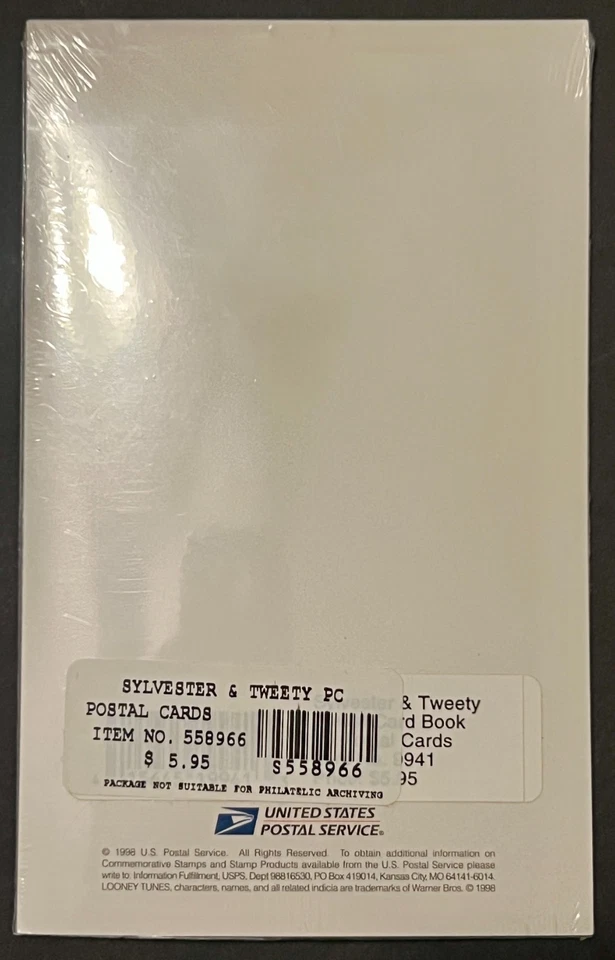 SYLVESTER & TWEETY PC
POSTAL CARDS
ITEM NO. 558966
$ 5.95
S558966
PACKAGE NOT SUITABLE FOR PHILATELIC ARCHIVING
& Tweety
rd Book
Cards
9941
95
UNITED STATES
POSTAL SERVICE®
© 1998 U.S. Postal Service. All Rights Reserved. To obtain additional information on
Commemorative Stamps and Stamp Products available from the U.S. Postal Service please
write to: Information Fulfillment, USPS, Dept 98816530, PO Box 419014, Kansas City, MO 64141-6014.
LOONEY TUNES, characters, names, and all related indicia are trademarks of Warner Bros. © 1998